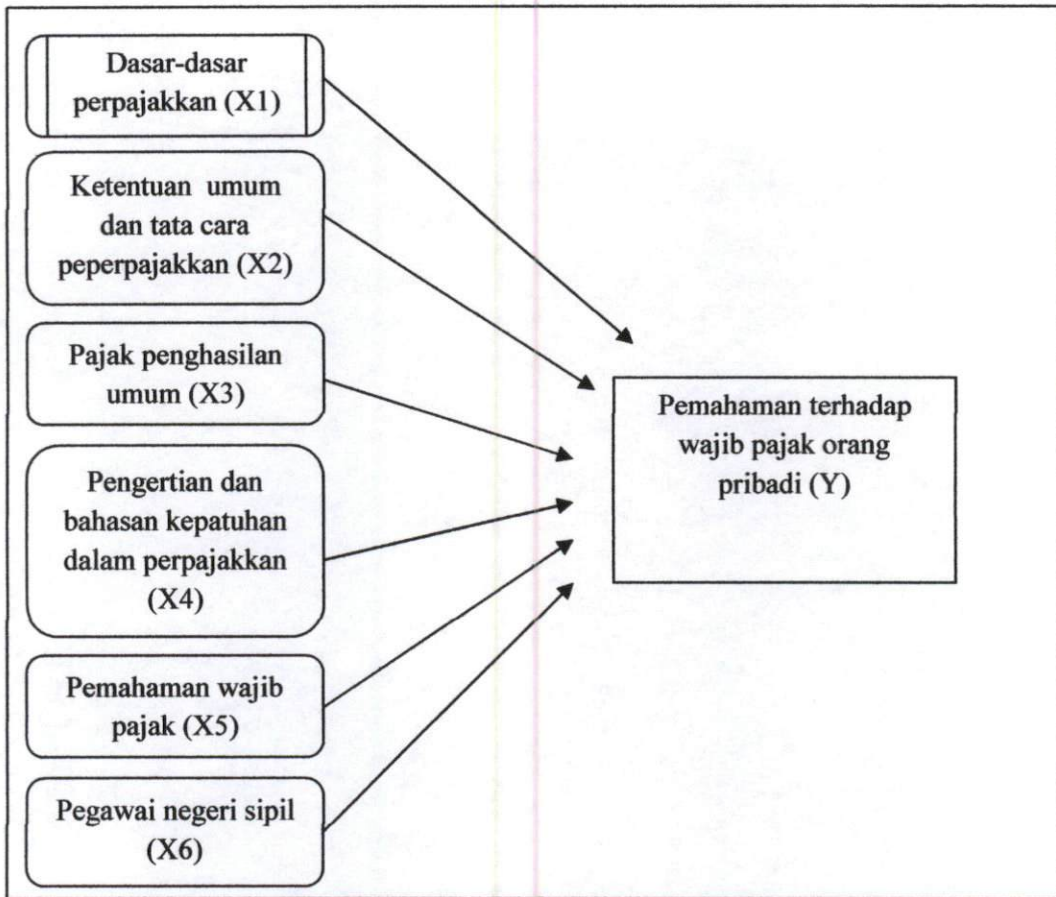 Dasar-dasar
perpajakkan (X1)
Ketentuan umum
dan tata cara
peperpajakkan (X2)
Pajak penghasilan
umum (X3)
Pengertian dan
bahasan kepatuhan
dalam perpajakkan
(X4)
Pemahaman wajib
pajak (X5)
Pegawai negeri sipil
(X6)
Pemahaman terhadap
wajib pajak orang
pribadi (Y)